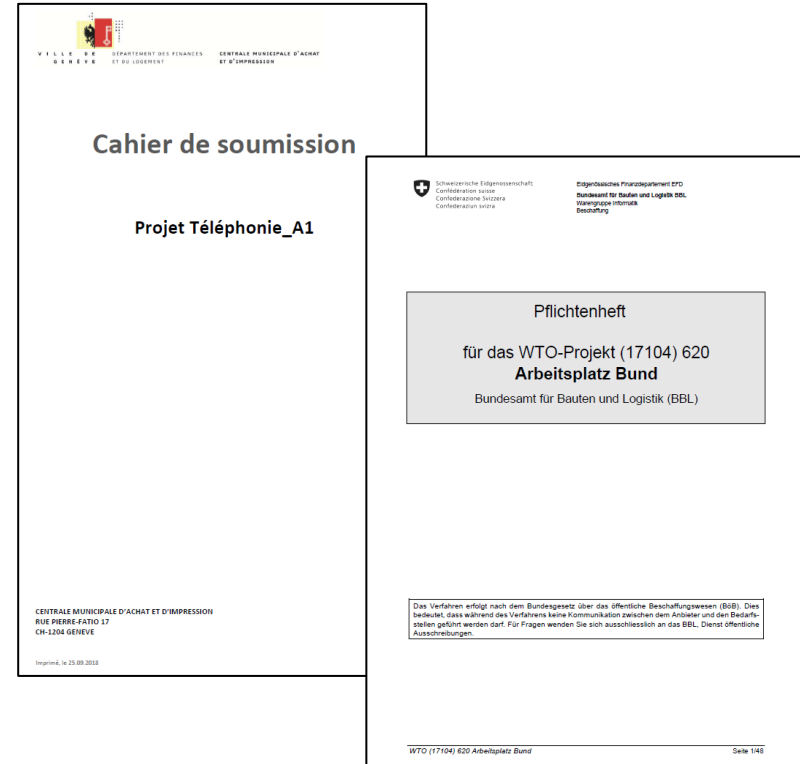 VILLE DE
GENÈVE
DÉPARTEMENT DES FINANCES
ET DU LOGEMENT
CENTRALE MUNICIPALE D'ACHAT
ET D'IMPRESSION
Cahier de soumission
Projet Téléphonie_A1
CENTRALE MUNICIPALE D'ACHAT ET D'IMPRESSION
RUE PIERRE-FATIO 17
CH-1204 GENEVE
Imprimé, le 25.09.2018
Schweizerische Eidgenossenschaft
Confédération suisse
Confederazione Svizzera
Confederaziun svizra
Eidgenössisches Finanzdepartement EFD
Bundesamt für Bauten und Logistik BBL
Warengruppe Informatik
Beschaffung
Pflichtenheft
für das WTO-Projekt (17104) 620
Arbeitsplatz Bund
Bundesamt für Bauten und Logistik (BBL)
Das Verfahren erfolgt nach dem Bundesgesetz über das öffentliche Beschaffungswesen (BöB). Dies
bedeutet, dass während des Verfahrens keine Kommunikation zwischen dem Anbieter und den Bedarfs-
stellen geführt werden darf. Für Fragen wenden Sie sich ausschliesslich an das BBL, Dienst öffentliche
Ausschreibungen.
WTO (17104) 620 Arbeitsplatz Bund
Seite 1/48